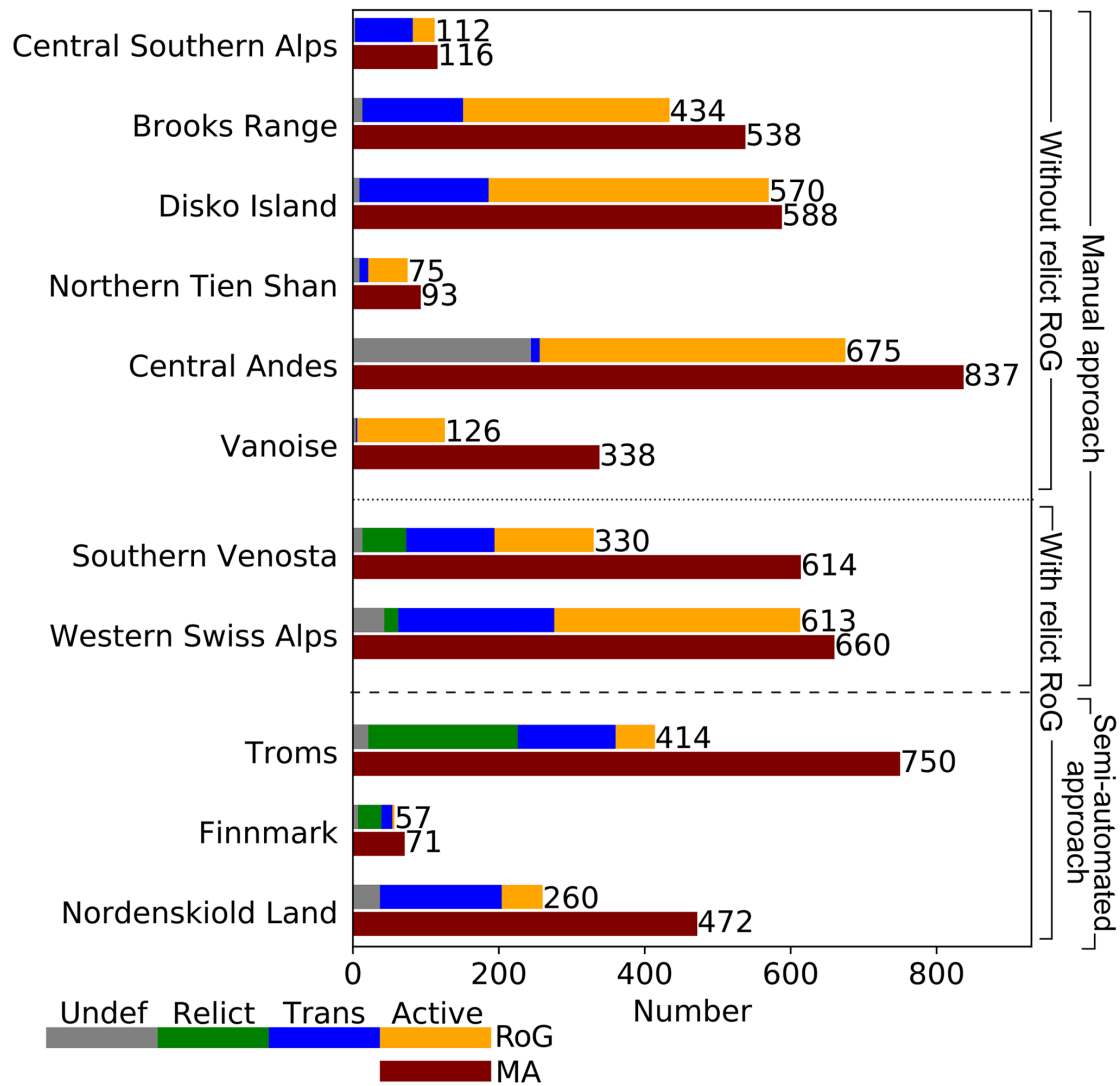 Central Southern Alps
112
116
Brooks Range
434
538
Disko Island
570
588
Northern Tien Shan
75
93
Central Andes
675
837
Vanoise
126
338
Southern Venosta
330
614
Western Swiss Alps
613
660
Troms
414
750
Finnmark
57
71
Nordenskiold Land
260
472
Without relict RoG
With relict RoG
Manual approach
Semi-automated
approach
0 200 400 600 800
Number
Undef Relict Trans Active
RoG
MA